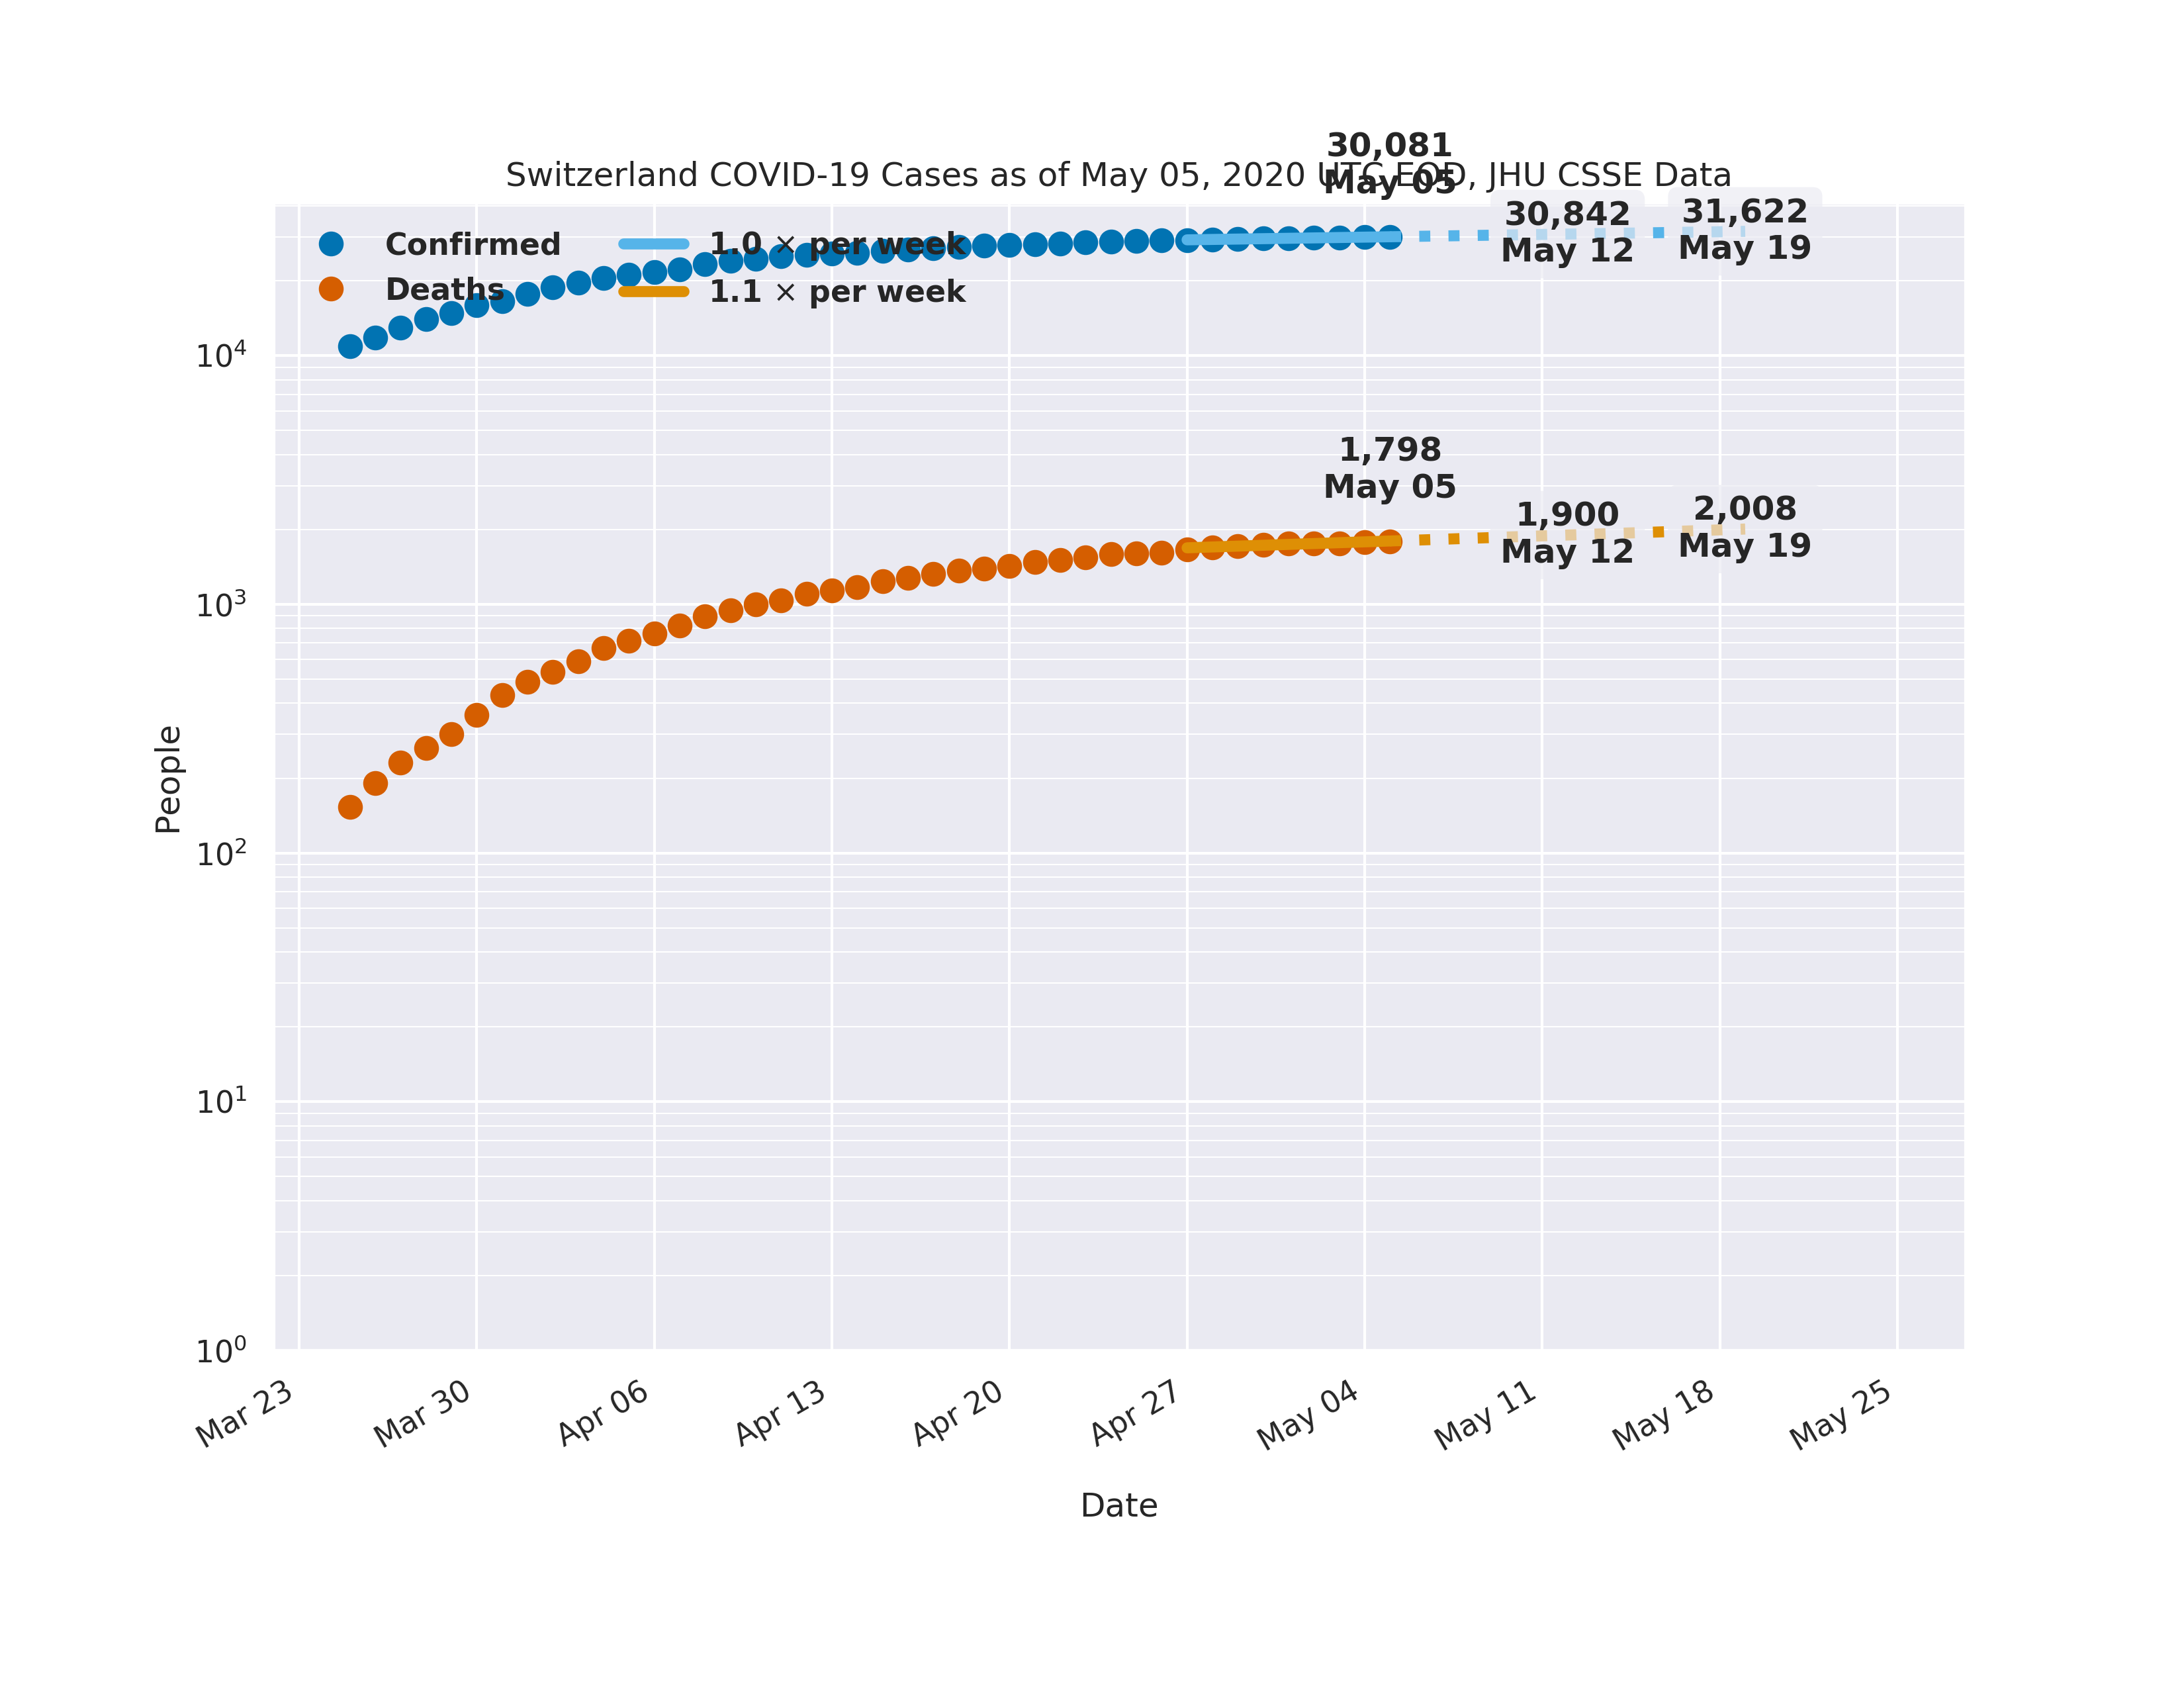 30,081
May 05
Switzerland COVID-19 Cases as of May 05, 2020 UTC EOD, JHU CSSE Data
30,842
May 12
31,622
May 19
Confirmed
Deaths
1.0 × per week
1.1 × per week
1,798
May 05
1,900
May 12
2,008
May 19
10⁴
10³
10²
10¹
10⁰
People
Mar 23
Mar 30
Apr 06
Apr 13
Apr 20
Apr 27
May 04
May 11
May 18
May 25
Date